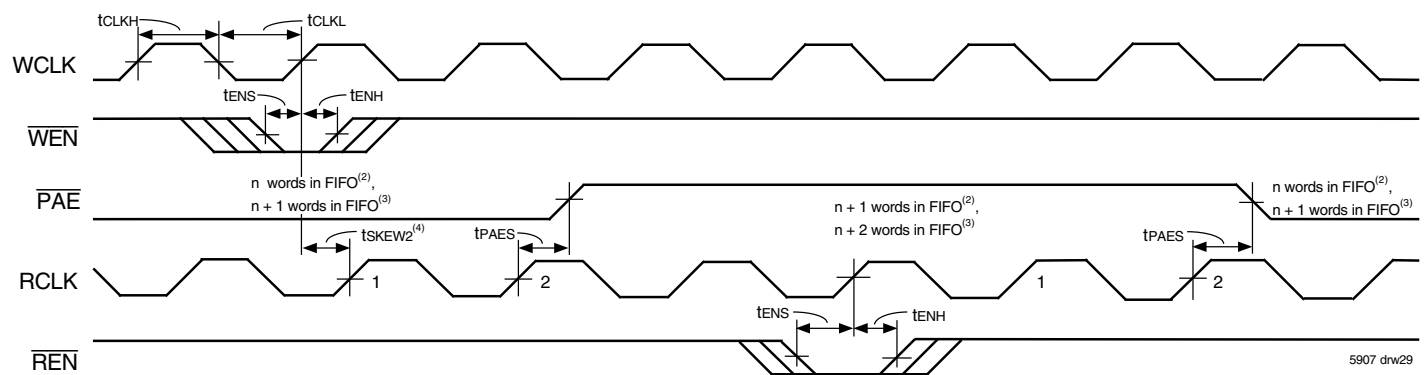 tCLKH
tCLKL
WCLK
tENS
tENH
WEN
n words in FIFO(2),
n + 1 words in FIFO(3)
PAE
n + 1 words in FIFO(2),
n + 2 words in FIFO(3)
n words in FIFO(2),
n + 1 words in FIFO(3)
tSKEW2(4)
tPAES
tPAES
RCLK
1
2
1
2
tENS
tENH
REN
5907 drw29